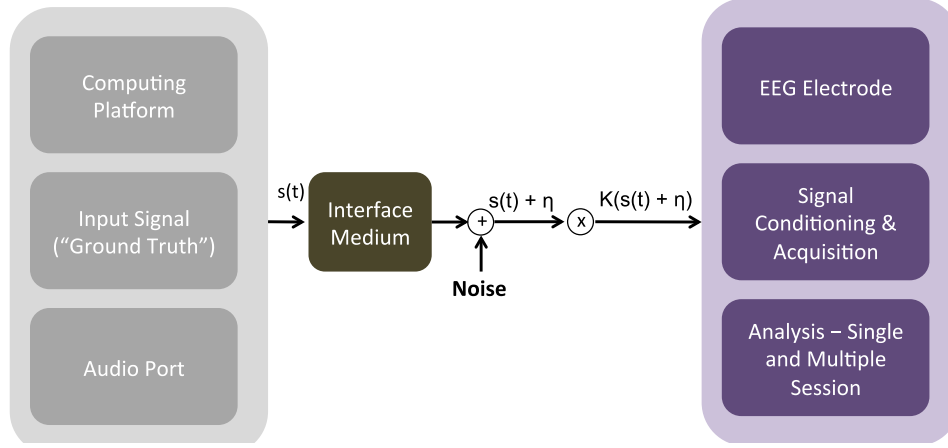 Computing
Platform
Input Signal
(“Ground Truth”)
Audio Port
s(t)
Interface
Medium
+
s(t) + η
x
K(s(t) + η)
Noise
EEG Electrode
Signal
Conditioning &
Acquisition
Analysis – Single
and Multiple
Session